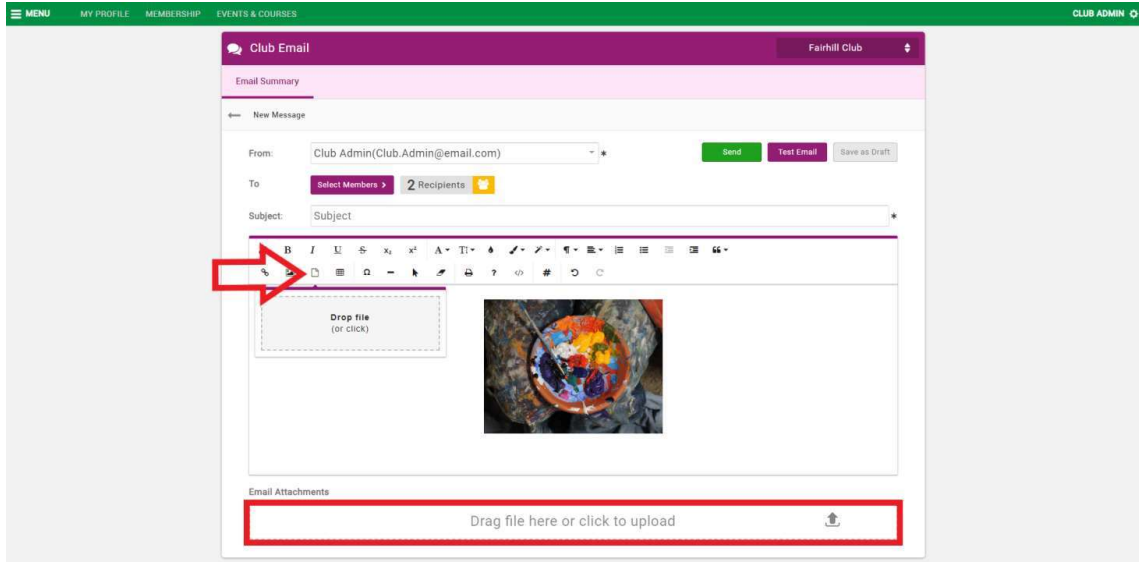 MENU MY PROFILE MEMBERSHIP EVENTS & COURSES CLUB ADMIN
Club Email Fairhill Club
Email Summary
New Message
From: Club Admin(Club.Admin@email.com) * Send Test Email Save as Draft
To Select Members > 2 Recipients
Subject: Subject *
B I U S x₂ x² A T ¶ “
Ω – ? </> #
Drop file
(or click)
Email Attachments
Drag file here or click to upload